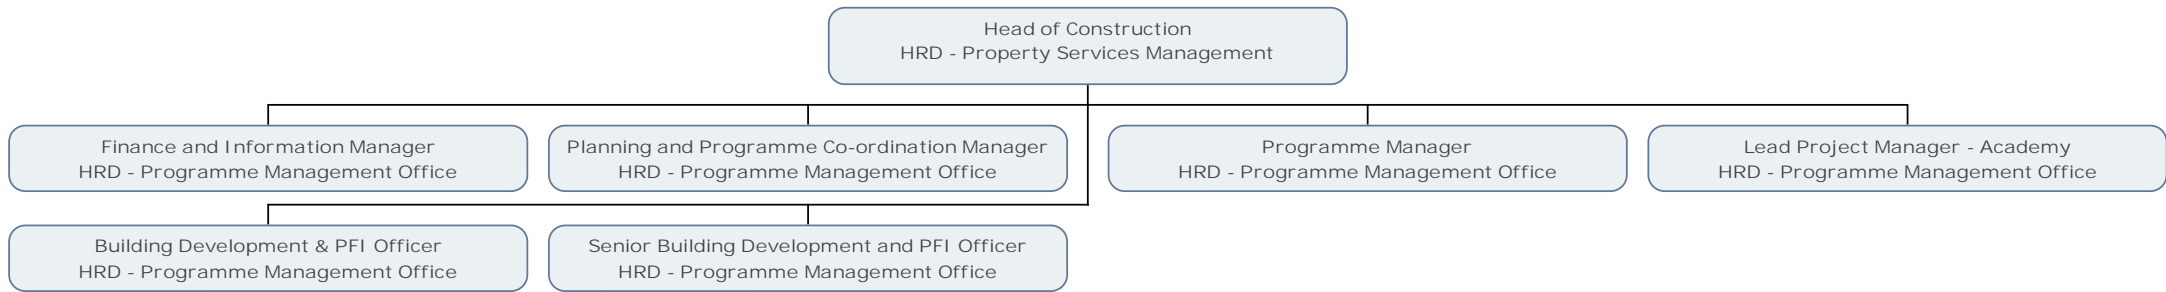 Head of Construction
HRD - Property Services Management
Finance and Information Manager
HRD - Programme Management Office
Planning and Programme Co-ordination Manager
HRD - Programme Management Office
Programme Manager
HRD - Programme Management Office
Lead Project Manager - Academy
HRD - Programme Management Office
Building Development & PFI Officer
HRD - Programme Management Office
Senior Building Development and PFI Officer
HRD - Programme Management Office